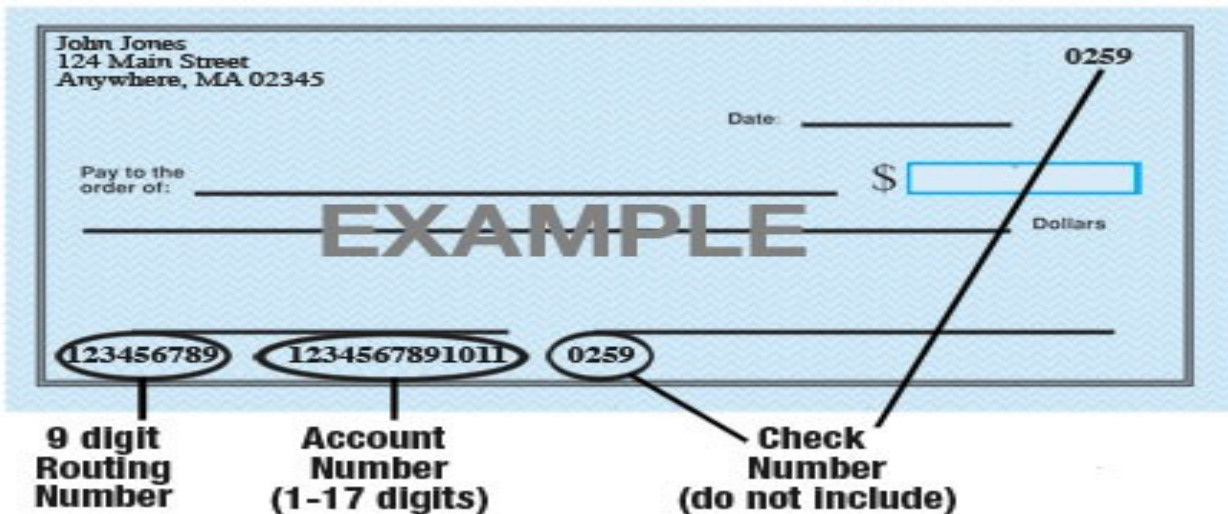 John Jones
124 Main Street
Anywhere, MA 02345
0259
Date:
Pay to the
order of:
$
EXAMPLE
Dollars
123456789 1234567891011 0259
9 digit
Routing
Number
Account
Number
(1-17 digits)
Check
Number
(do not include)